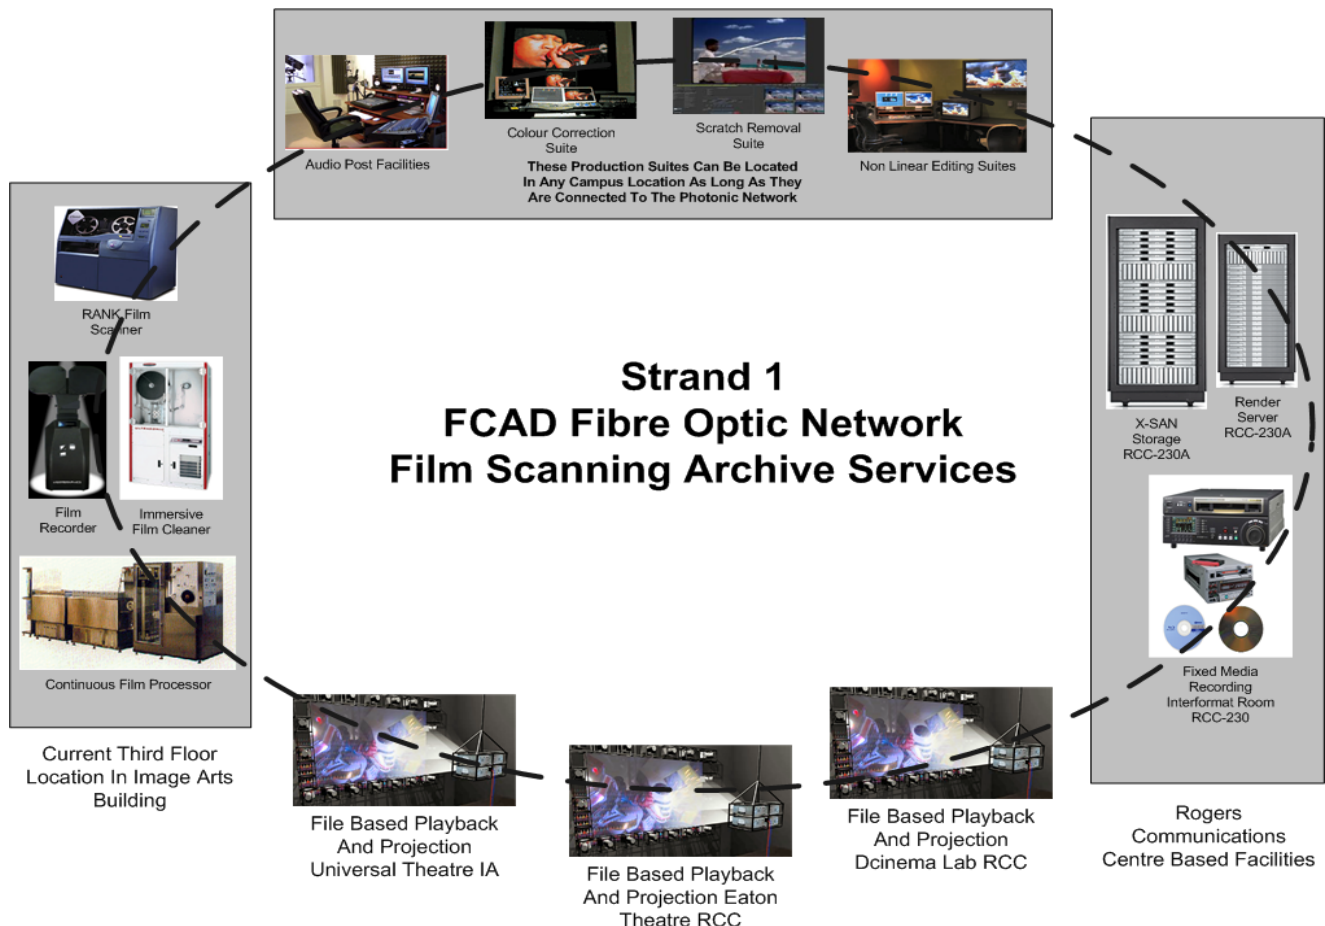 Audio Post Facilities
Colour Correction
Suite
Scratch Removal
Suite
Non Linear Editing Suites
These Production Suites Can Be Located
In Any Campus Location As Long As They
Are Connected To The Photonic Network
RANK Film
Scanner
Film
Recorder
Immersive
Film Cleaner
Continuous Film Processor
Current Third Floor
Location In Image Arts
Building
Strand 1
FCAD Fibre Optic Network
Film Scanning Archive Services
X-SAN
Storage
RCC-230A
Render
Server
RCC-230A
Fixed Media
Recording
Interformat Room
RCC-230
Rogers
Communications
Centre Based Facilities
File Based Playback
And Projection
Universal Theatre IA
File Based Playback
And Projection Eaton
Theatre RCC
File Based Playback
And Projection
Dcinema Lab RCC